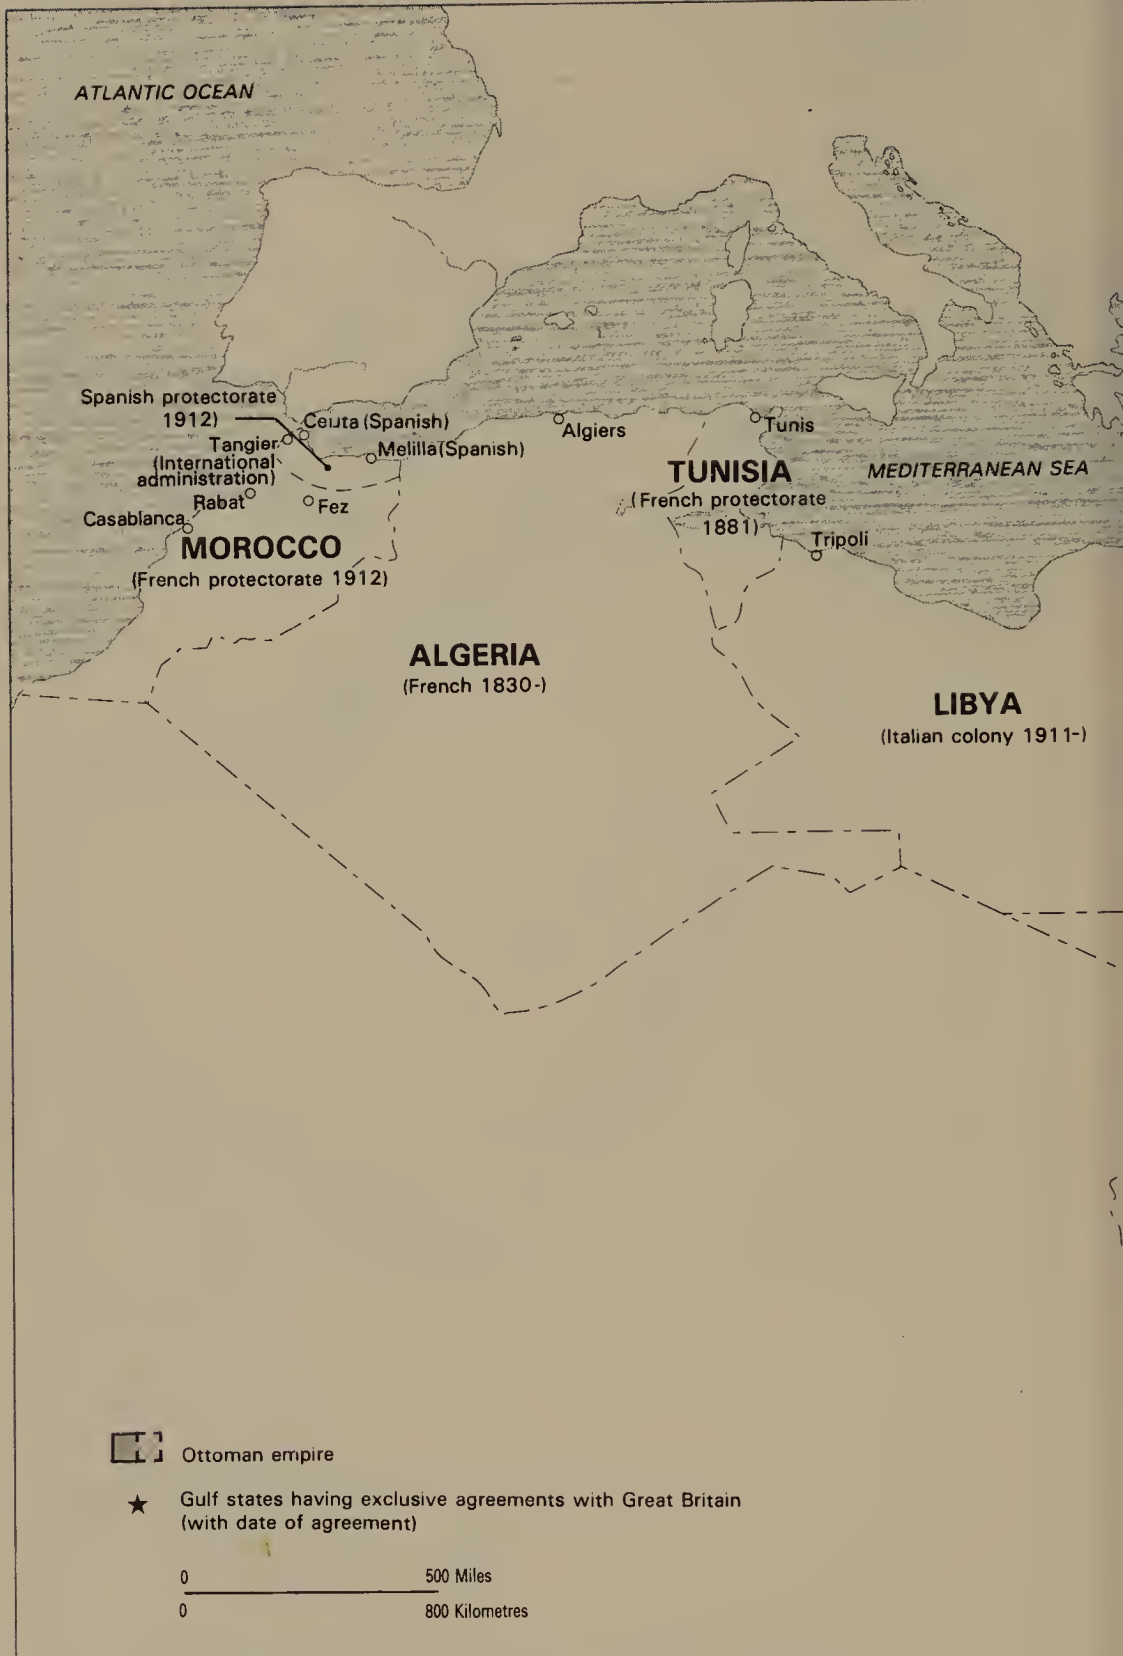 ATLANTIC OCEAN
Spanish protectorate
1912)
Ceuta (Spanish)
Tangier
(International
administration)
Melilla (Spanish)
Algiers
Tunis
Rabat
Fez
Casablanca
MOROCCO
(French protectorate 1912)
TUNISIA
(French protectorate
1881)
MEDITERRANEAN SEA
Tripoli
ALGERIA
(French 1830-)
LIBYA
(Italian colony 1911-)
Ottoman empire
Gulf states having exclusive agreements with Great Britain
(with date of agreement)
0 500 Miles
0 800 Kilometres